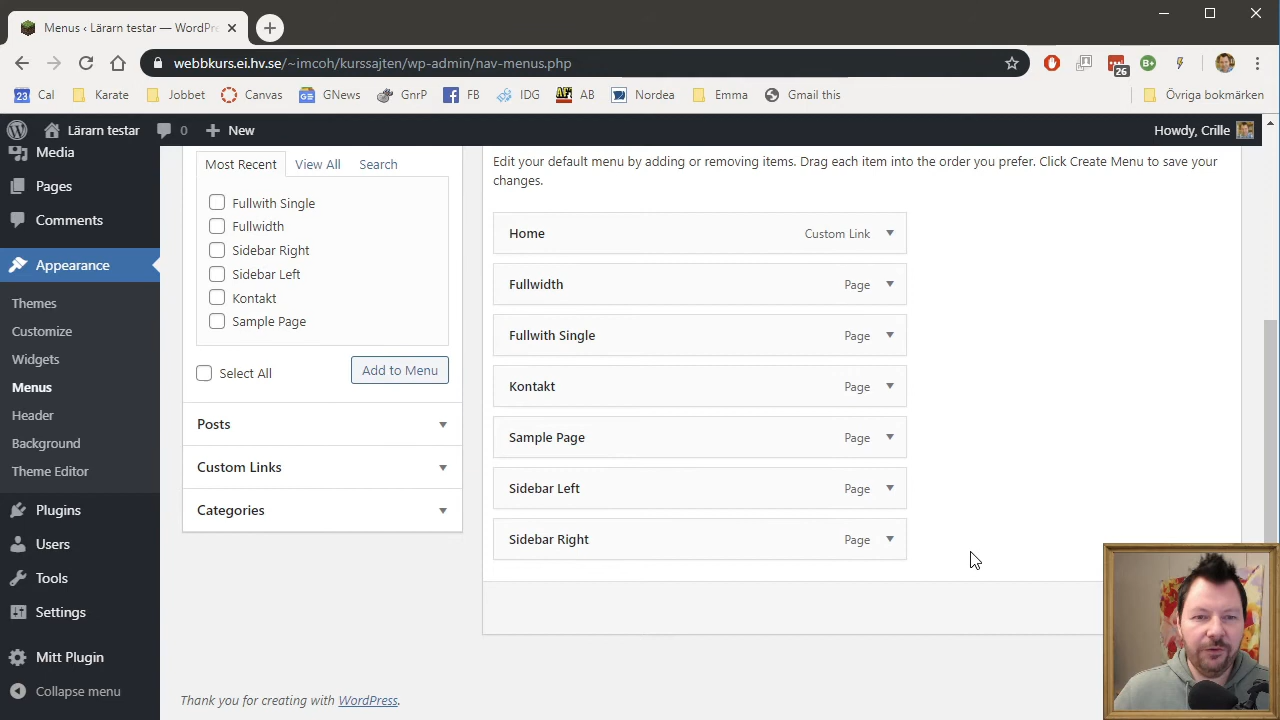 Menus ‹ Lärarn testar — WordPre
webbkurs.ei.hv.se/~imcoh/kurssajten/wp-admin/nav-menus.php
26
23 Cal
Karate
Jobbet
Canvas
GNews
GnrP
FB
IDG
AB
Nordea
Emma
Gmail this
Övriga bokmärken
Lärarn testar
0
New
Howdy, Crille
Media
Pages
Comments
Appearance
Themes
Customize
Widgets
Menus
Header
Background
Theme Editor
Plugins
Users
Tools
Settings
Mitt Plugin
Collapse menu
Most Recent
View All
Search
Fullwith Single
Fullwidth
Sidebar Right
Sidebar Left
Kontakt
Sample Page
Select All
Add to Menu
Posts
Custom Links
Categories
Edit your default menu by adding or removing items. Drag each item into the order you prefer. Click Create Menu to save your
changes.
Home Custom Link
Fullwidth Page
Fullwith Single Page
Kontakt Page
Sample Page Page
Sidebar Left Page
Sidebar Right Page
Thank you for creating with WordPress.